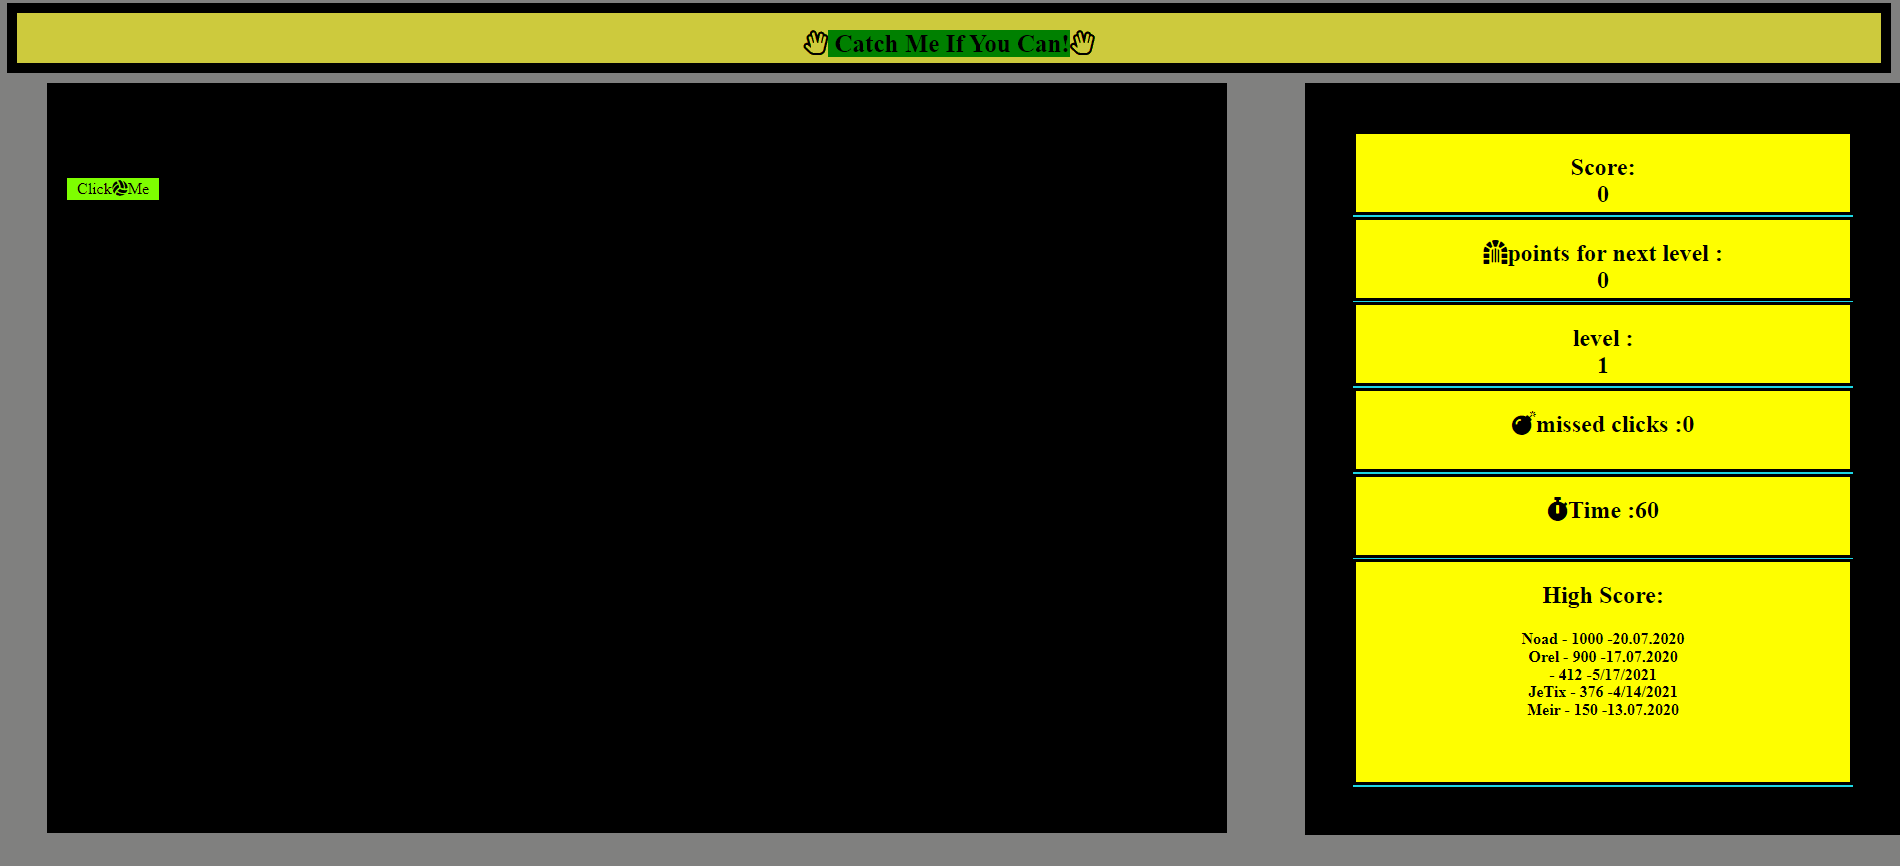 Catch Me If You Can!
Click Me
Score:
0
points for next level :
0
level :
1
missed clicks :0
Time :60
High Score:
Noad - 1000 -20.07.2020
Orel - 900 -17.07.2020
- 412 -5/17/2021
JeTix - 376 -4/14/2021
Meir - 150 -13.07.2020